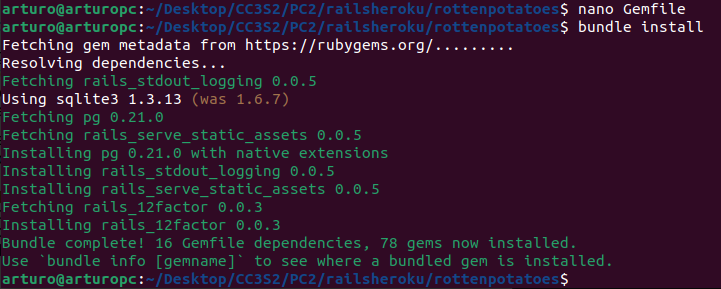 arturo@arturopc:~/Desktop/CC3S2/PC2/railsheroku/rottenpotatoes$ nano Gemfile
arturo@arturopc:~/Desktop/CC3S2/PC2/railsheroku/rottenpotatoes$ bundle install
Fetching gem metadata from https://rubygems.org/.........
Resolving dependencies...
Fetching rails_stdout_logging 0.0.5
Using sqlite3 1.3.13 (was 1.6.7)
Fetching pg 0.21.0
Fetching rails_serve_static_assets 0.0.5
Installing pg 0.21.0 with native extensions
Installing rails_stdout_logging 0.0.5
Installing rails_serve_static_assets 0.0.5
Fetching rails_12factor 0.0.3
Installing rails_12factor 0.0.3
Bundle complete! 16 Gemfile dependencies, 78 gems now installed.
Use `bundle info [gemname]` to see where a bundled gem is installed.
arturo@arturopc:~/Desktop/CC3S2/PC2/railsheroku/rottenpotatoes$